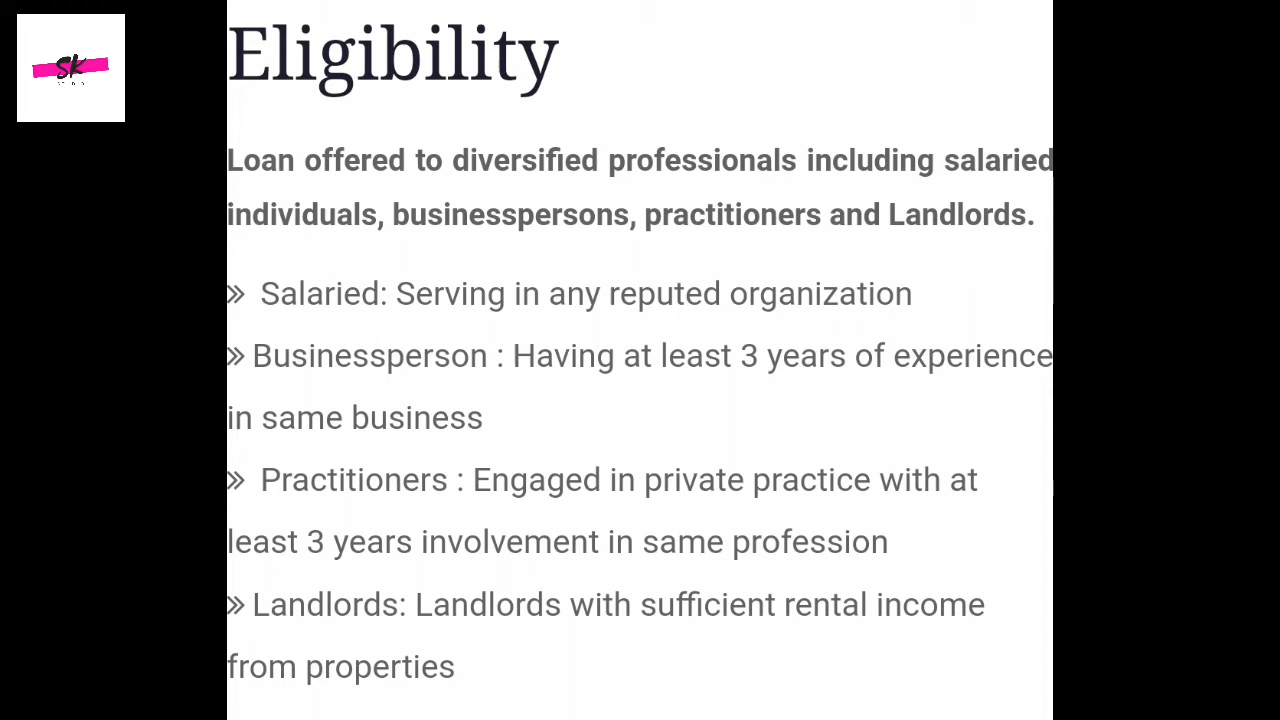 SK
Eligibility
Loan offered to diversified professionals including salaried
individuals, businesspersons, practitioners and Landlords.
» Salaried: Serving in any reputed organization
» Businessperson : Having at least 3 years of experience
in same business
» Practitioners : Engaged in private practice with at
least 3 years involvement in same profession
» Landlords: Landlords with sufficient rental income
from properties